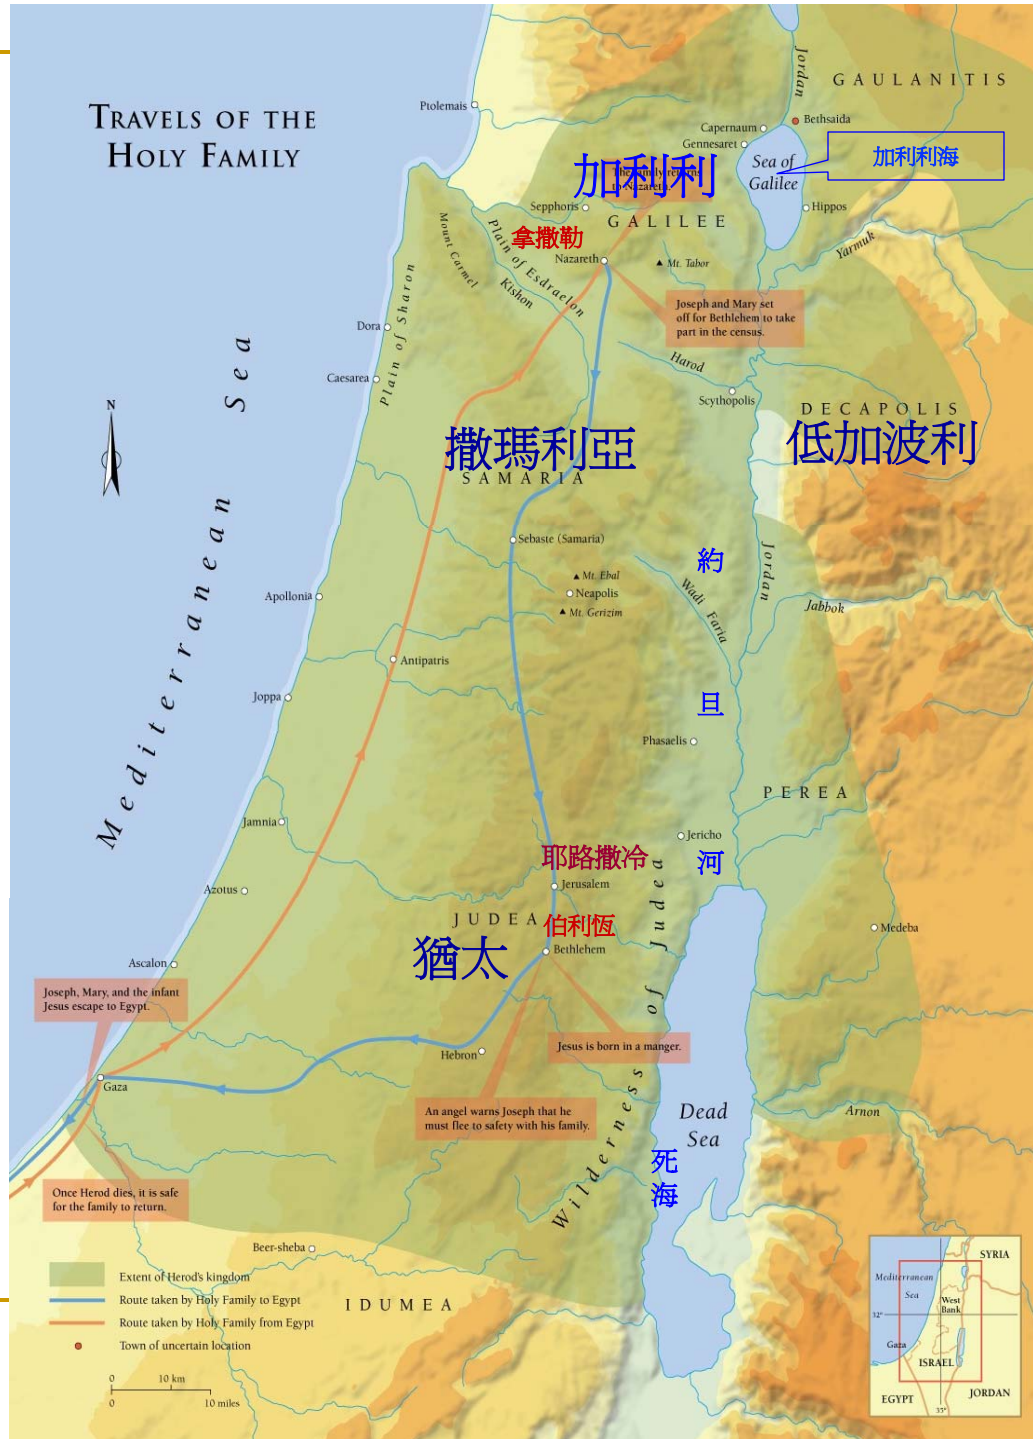 TRAVELS OF THE
HOLY FAMILY
Ptolemais
Jordan
GAULANITIS
Bethsaida
Capernaum
Gennesaret
Sea of
Galilee
加利利海
加利利
The family returns
to Nazareth.
Sepphoris
GALILEE
Hippos
Yarmuk
Mount Carmel
Plain of Esdraelon
拿撒勒
Nazareth
Mt. Tabor
Kishon
Plain of Sharon
Joseph and Mary set
off for Bethlehem to take
part in the census.
Dora
Harod
Caesarea
Scythopolis
N
DECAPOLIS
低加波利
撒瑪利亞
SAMARIA
Mediterranean Sea
Sebaste (Samaria)
約
旦
河
Jordan
Mt. Ebal
Neapolis
Mt. Gerizim
Wadi Faria
Jabbok
Apollonia
Antipatris
Joppa
Phasaelis
PEREA
Jamnia
Jericho
耶路撒冷
Jerusalem
Azotus
JUDEA
伯利恆
猶太
Bethlehem
Medeba
Ascalon
Wilderness of Judea
Joseph, Mary, and the infant
Jesus escape to Egypt.
Jesus is born in a manger.
Hebron
Gaza
An angel warns Joseph that he
must flee to safety with his family.
Dead
Sea
Arnon
死
海
Once Herod dies, it is safe
for the family to return.
Beer-sheba
IDUMEA
Extent of Herod's kingdom
Route taken by Holy Family to Egypt
Route taken by Holy Family from Egypt
Town of uncertain location
0 10 km
0 10 miles
SYRIA
Mediterranean
Sea
West
Bank
32°
Gaza
ISRAEL
EGYPT
JORDAN
35°